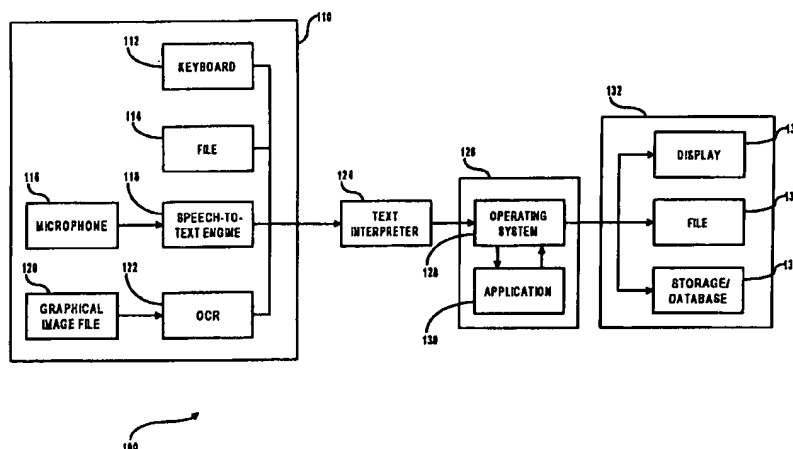 110
112
KEYBOARD
114
FILE
116
MICROPHONE
118
SPEECH-TO-
TEXT ENGINE
120
GRAPHICAL
IMAGE FILE
122
OCR
124
TEXT
INTERPRETER
126
OPERATING
SYSTEM
128
APPLICATION
130
132
DISPLAY
FILE
STORAGE/
DATABASE